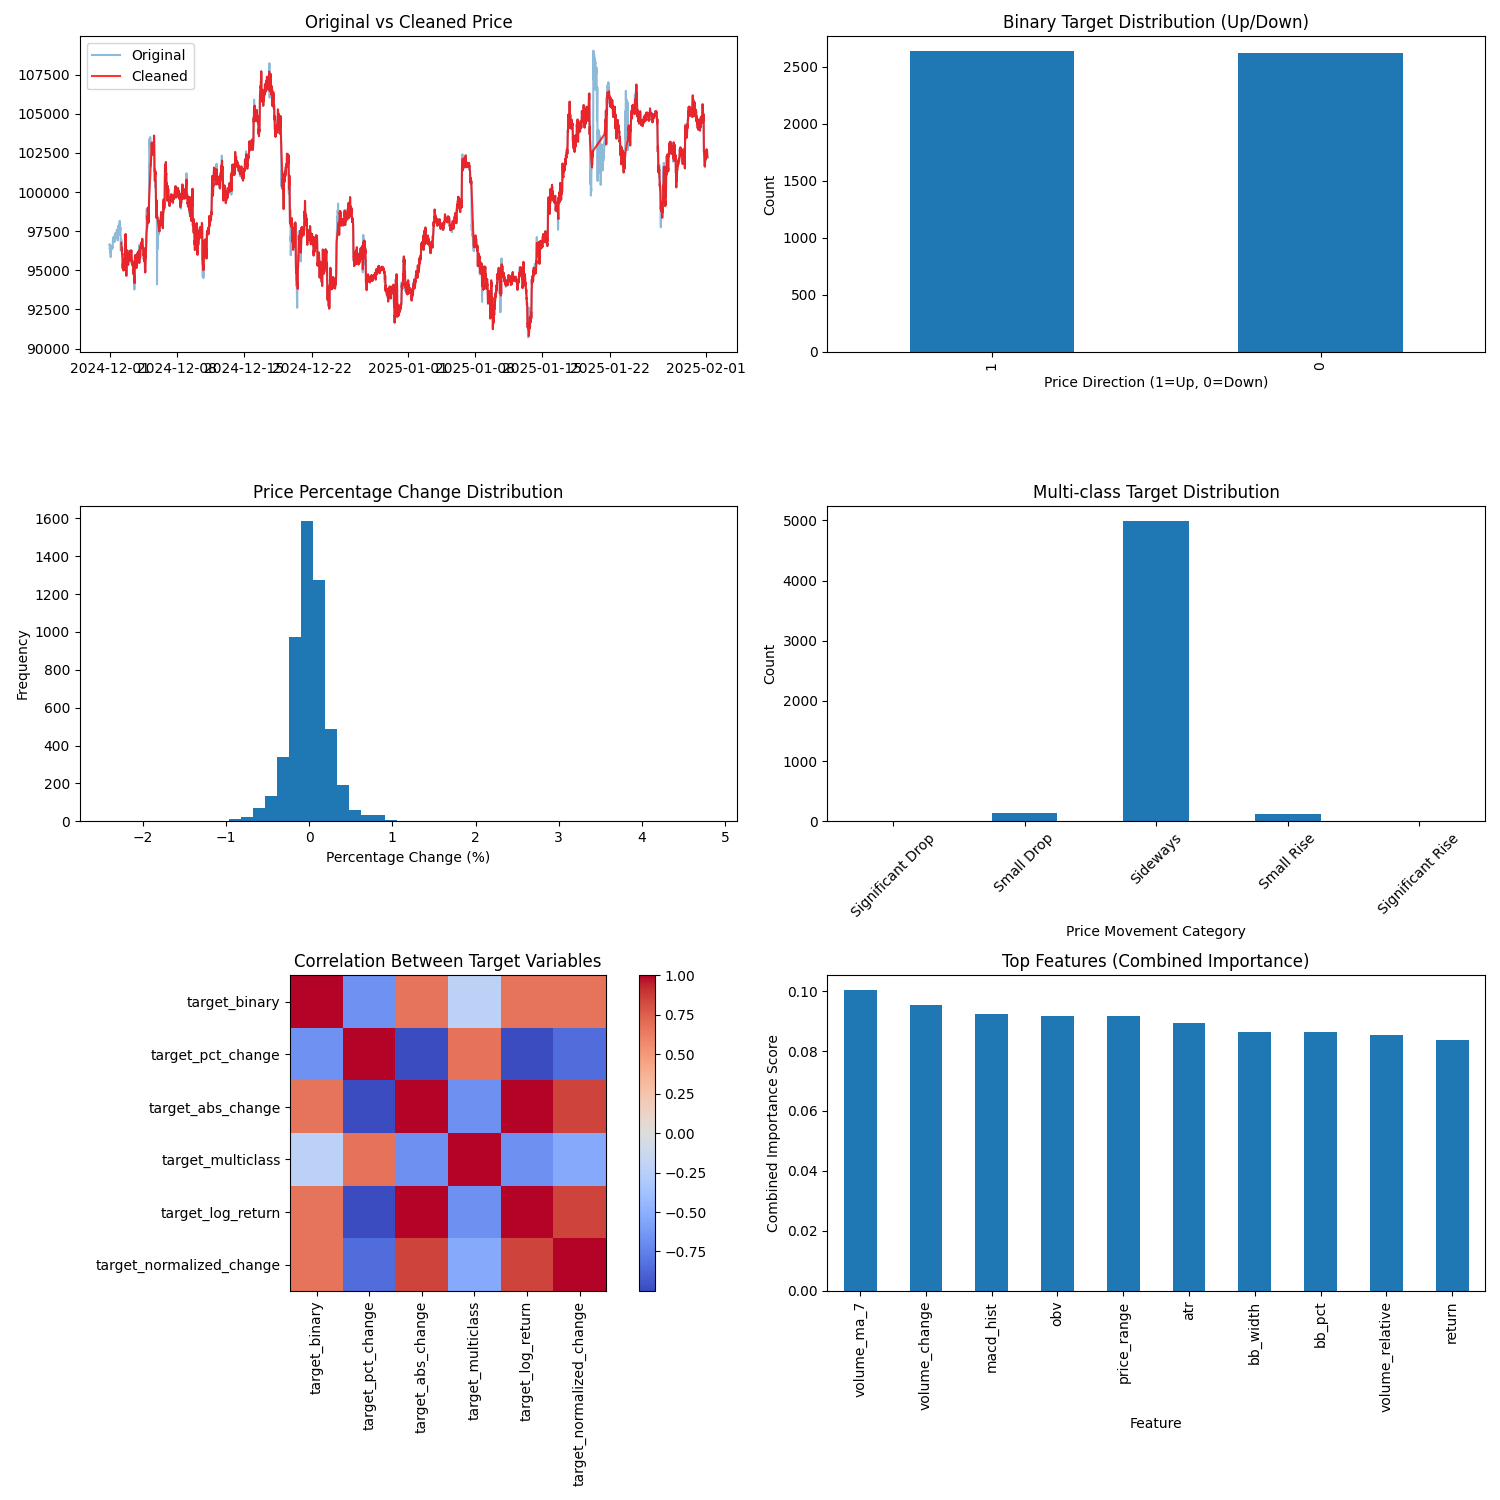 Original vs Cleaned Price
Original
Cleaned
107500
105000
102500
100000
97500
95000
92500
90000
2024-12-01
2024-12-08
2024-12-15
2024-12-22
2025-01-01
2025-01-08
2025-01-15
2025-01-22
2025-02-01
Binary Target Distribution (Up/Down)
Count
2500
2000
1500
1000
500
0
1
0
Price Direction (1=Up, 0=Down)
Price Percentage Change Distribution
Frequency
1600
1400
1200
1000
800
600
400
200
0
−2
−1
0
1
2
3
4
5
Percentage Change (%)
Multi-class Target Distribution
Count
5000
4000
3000
2000
1000
0
Significant Drop
Small Drop
Sideways
Small Rise
Significant Rise
Price Movement Category
Correlation Between Target Variables
target_binary
target_pct_change
target_abs_change
target_multiclass
target_log_return
target_normalized_change
target_binary
target_pct_change
target_abs_change
target_multiclass
target_log_return
target_normalized_change
1.00
0.75
0.50
0.25
0.00
−0.25
−0.50
−0.75
Top Features (Combined Importance)
Combined Importance Score
0.10
0.08
0.06
0.04
0.02
0.00
volume_ma_7
volume_change
macd_hist
obv
price_range
atr
bb_width
bb_pct
volume_relative
return
Feature